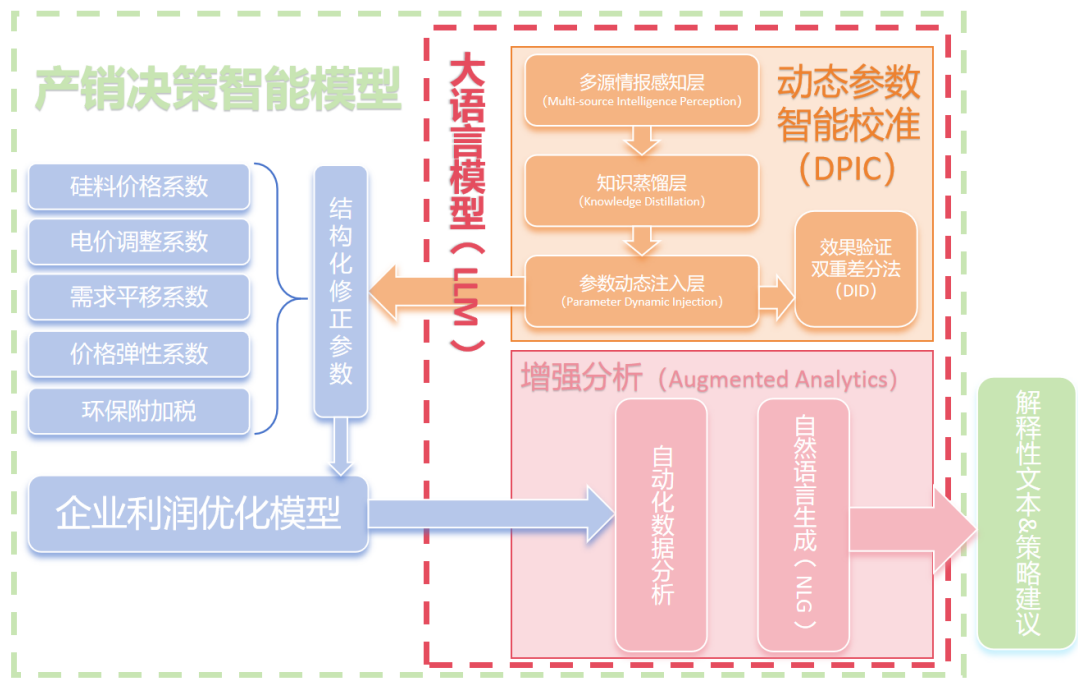 产销决策智能模型
硅料价格系数
电价调整系数
需求平移系数
价格弹性系数
环保附加税
结构化修正参数
企业利润优化模型
大语言模型（LLM）
多源情报感知层
（Multi-source Intelligence Perception）
知识蒸馏层
（Knowledge Distillation）
参数动态注入层
（Parameter Dynamic Injection）
动态参数
智能校准
（DPIC）
效果验证
双重差分法
（DID）
增强分析（Augmented Analytics）
自动化数据分析
自然语言生成（NLG）
解释性文本&策略建议